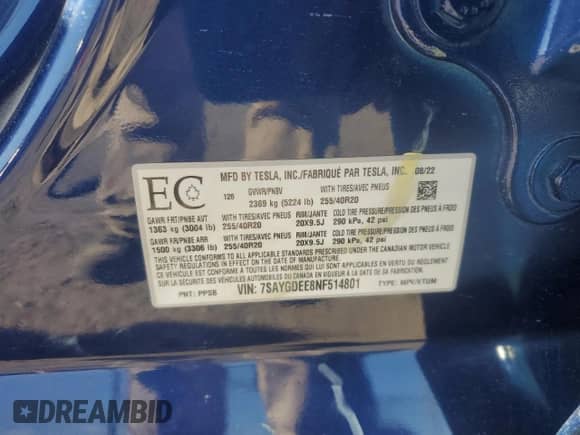 EC
MFD BY TESLA, INC./FABRIQUÉ PAR TESLA, INC. 08/22
126 GVWR/PNBV WITH TIRES/AVEC PNEUS
2369 kg (5224 lb) 255/40R20
GAWR FRT/PNBE AVT WITH TIRES/AVEC PNEUS RIM/JANTE COLD TIRE PRESSURE/PRESSION DES PNEUS À FROID
1363 kg (3004 lb) 255/40R20 20X9.5J 290 kPa, 42 psi
GAWR RR/PNBE ARR WITH TIRES/AVEC PNEUS RIM/JANTE COLD TIRE PRESSURE/PRESSION DES PNEUS À FROID
1500 kg (3306 lb) 255/40R20 20X9.5J 290 kPa, 42 psi
THIS VEHICLE CONFORMS TO ALL APPLICABLE STANDARDS PRESCRIBED UNDER THE CANADIAN MOTOR VEHICLE
SAFETY REGULATIONS IN EFFECT ON THE DATE OF MANUFACTURE
CE VÉHICULE EST CONFORME À TOUTES LES NORMES QUI LUI SONT APPLICABLES EN VERTU DU RÈGLEMENT SUR LA
SÉCURITÉ DES VÉHICULES AUTOMOBILES DU CANADA EN VIGUEUR À LA DATE DE SA FABRICATION
PNT: PPSB VIN: 7SAYGDEE8NF514801 TYPE: MPV/VTUM
DREAMBID